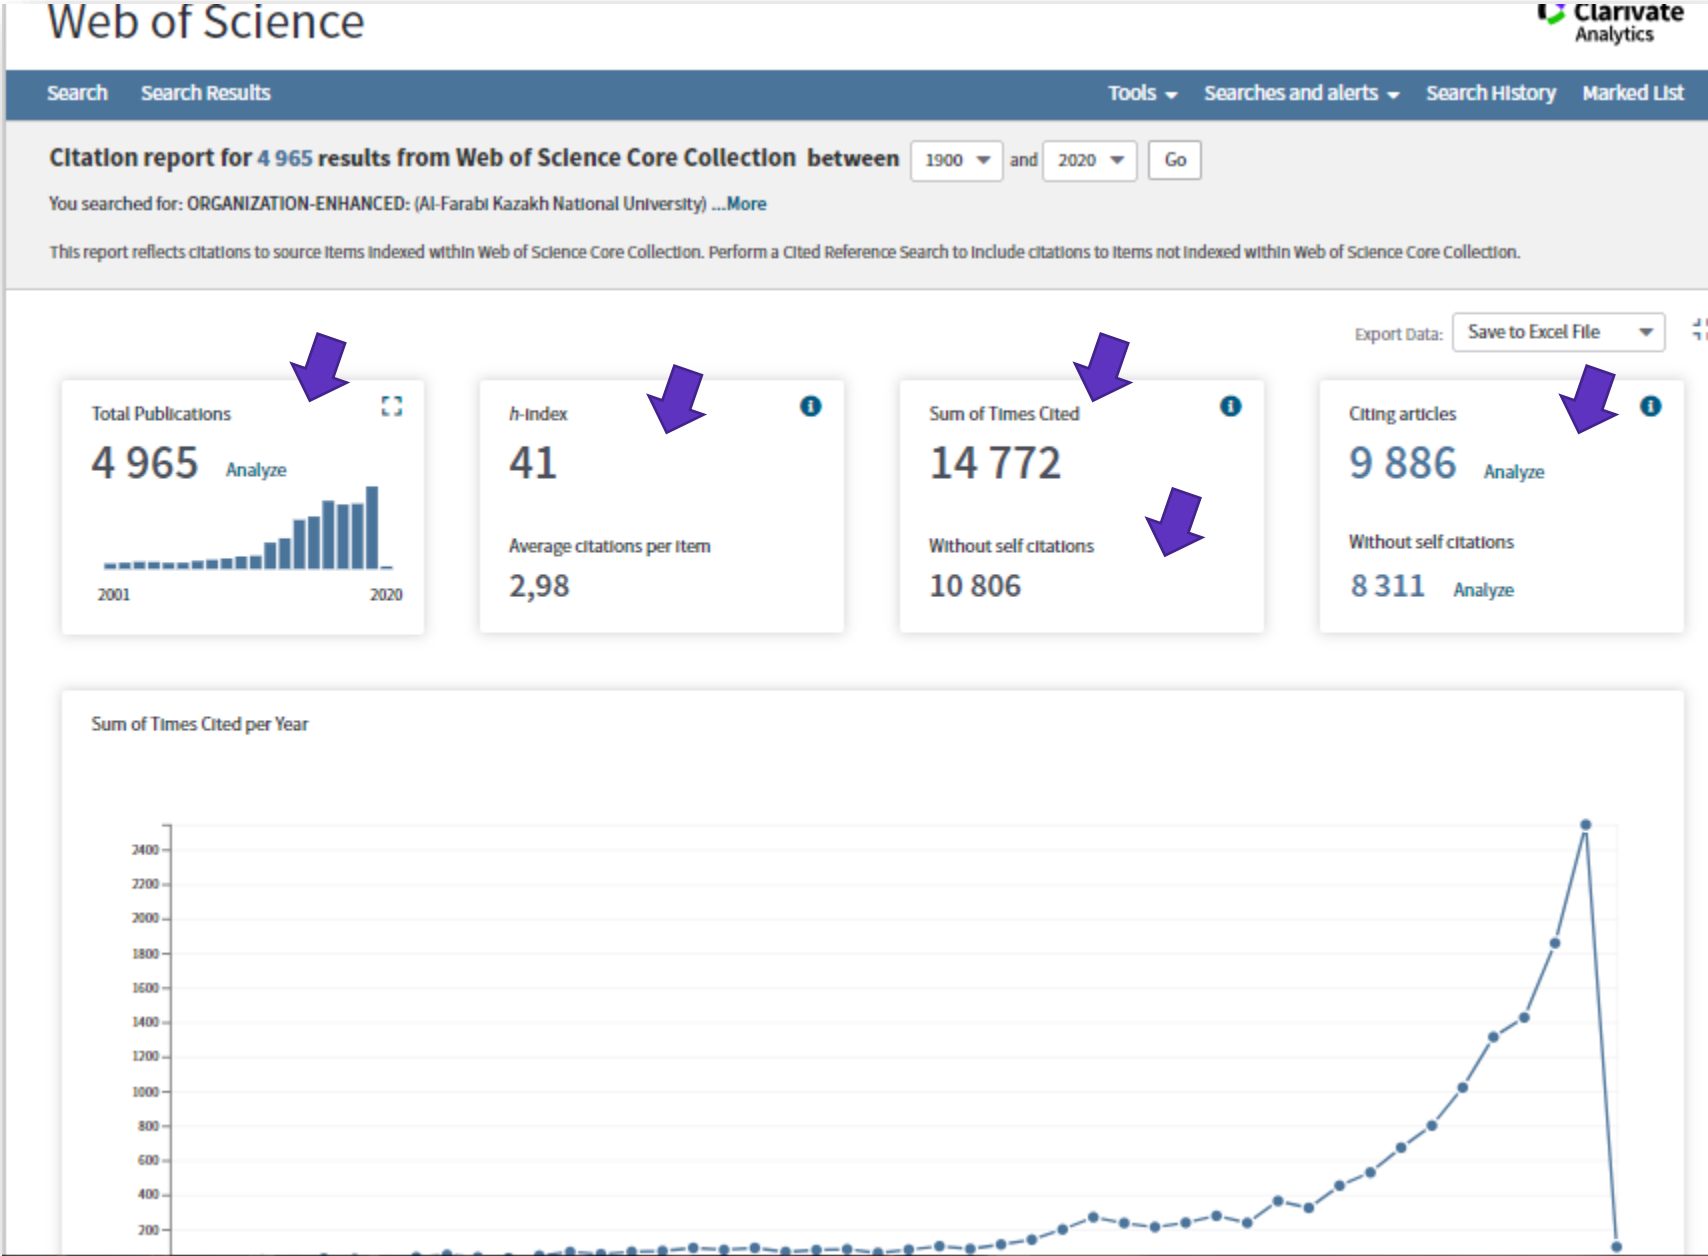 Web of Science
Clarivate
Analytics
Search Search Results Tools Searches and alerts Search History Marked List
Citation report for 4 965 results from Web of Science Core Collection between 1900 and 2020 Go
You searched for: ORGANIZATION-ENHANCED: (Al-Farabi Kazakh National University) ...More
This report reflects citations to source items indexed within Web of Science Core Collection. Perform a Cited Reference Search to include citations to items not indexed within Web of Science Core Collection.
Export Data: Save to Excel File
Total Publications
4 965 Analyze
2001 2020
h-index
41
Average citations per item
2,98
Sum of Times Cited
14 772
Without self citations
10 806
Citing articles
9 886 Analyze
Without self citations
8 311 Analyze
Sum of Times Cited per Year
2400
2200
2000
1800
1600
1400
1200
1000
800
600
400
200